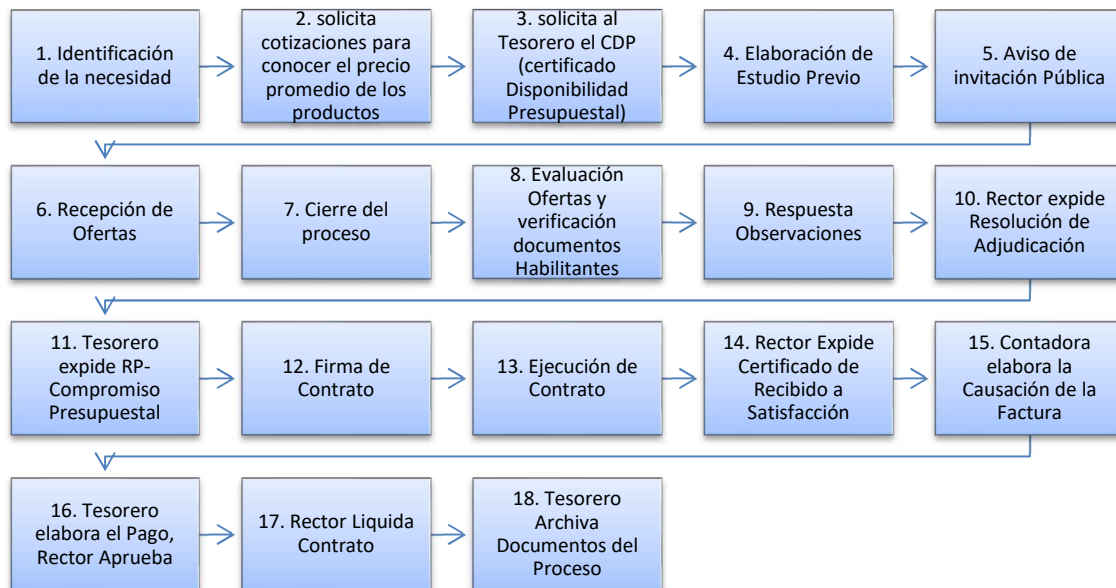 1. Identificación
de la necesidad
2. solicita
cotizaciones para
conocer el precio
promedio de los
productos
3. solicita al
Tesorero el CDP
(certificado
Disponibilidad
Presupuestal)
4. Elaboración de
Estudio Previo
5. Aviso de
invitación Pública
6. Recepción de
Ofertas
7. Cierre del
proceso
8. Evaluación
Ofertas y
verificación
documentos
Habilitantes
9. Respuesta
Observaciones
10. Rector expide
Resolución de
Adjudicación
11. Tesorero
expide RP-
Compromiso
Presupuestal
12. Firma de
Contrato
13. Ejecución de
Contrato
14. Rector Expide
Certificado de
Recibido a
Satisfacción
15. Contadora
elabora la
Causación de la
Factura
16. Tesorero
elabora el Pago,
Rector Aprueba
17. Rector Liquida
Contrato
18. Tesorero
Archiva
Documentos del
Proceso